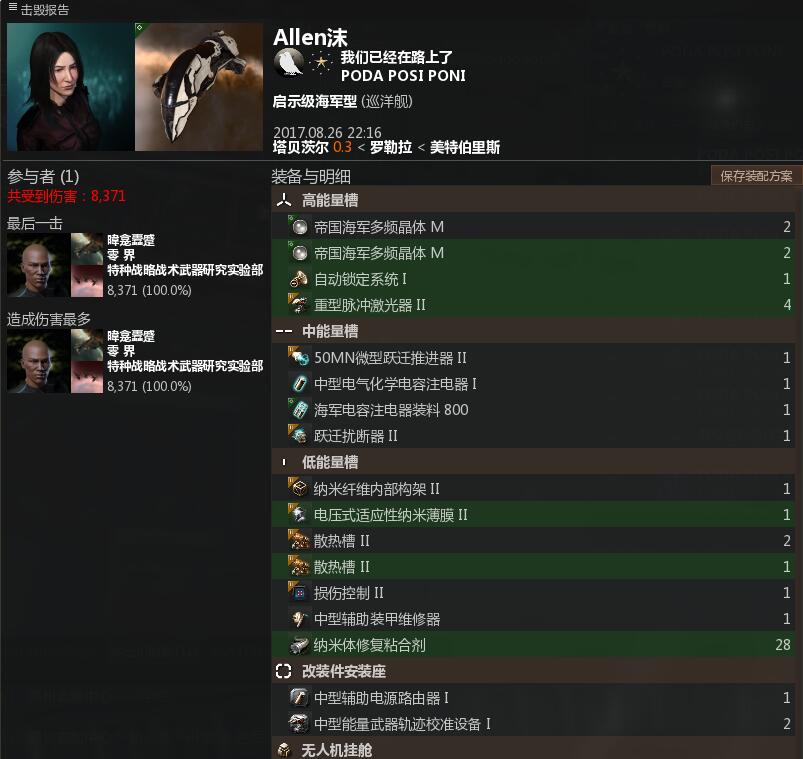 击毁报告
Allen沫
我们已经在路上了
PODA POSI PONI
启示级海军型 (巡洋舰)
2017.08.26 22:16
塔贝茨尔 0.3 < 罗勒拉 < 美特伯里斯
参与者 (1)
共受到伤害：8,371
最后一击
零 界
特种战略战术武器研究实验部
8,371 (100.0%)
造成伤害最多
零 界
特种战略战术武器研究实验部
8,371 (100.0%)
装备与明细
保存装配方案
高能量槽
帝国海军多频晶体 M 2
帝国海军多频晶体 M 2
自动锁定系统 I 1
重型脉冲激光器 II 4
中能量槽
50MN微型跃迁推进器 II 1
中型电气化学电容注电器 I 1
海军电容注电器装料 800 1
跃迁扰断器 II 1
低能量槽
纳米纤维内部构架 II 1
电压式适应性纳米薄膜 II 1
散热槽 II 2
散热槽 II 1
损伤控制 II 1
中型辅助装甲维修器 1
纳米体修复粘合剂 28
改装件安装座
中型辅助电源路由器 I 1
中型能量武器轨迹校准设备 I 2
无人机挂舱